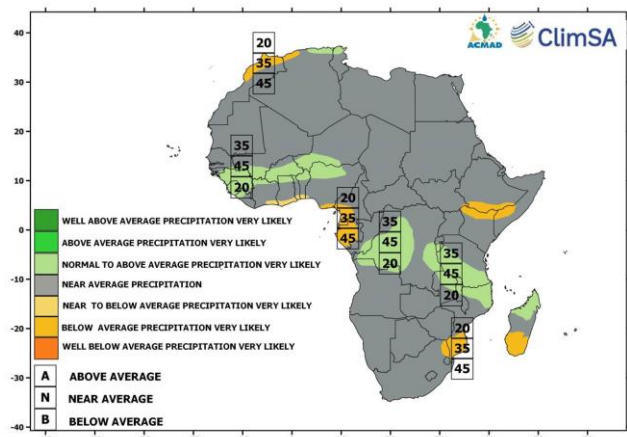 ACMAD
ClimSA
40
30
20
10
0
-10
-20
-30
-40
20
35
45
35
45
20
20
35
45
35
45
20
35
45
20
20
35
45
WELL ABOVE AVERAGE PRECIPITATION VERY LIKELY
ABOVE AVERAGE PRECIPITATION VERY LIKELY
NORMAL TO ABOVE AVERAGE PRECIPITATION VERY LIKELY
NEAR AVERAGE PRECIPITATION
NEAR TO BELOW AVERAGE PRECIPITATION VERY LIKELY
BELOW AVERAGE PRECIPITATION VERY LIKELY
WELL BELOW AVERAGE PRECIPITATION VERY LIKELY
A ABOVE AVERAGE
N NEAR AVERAGE
B BELOW AVERAGE